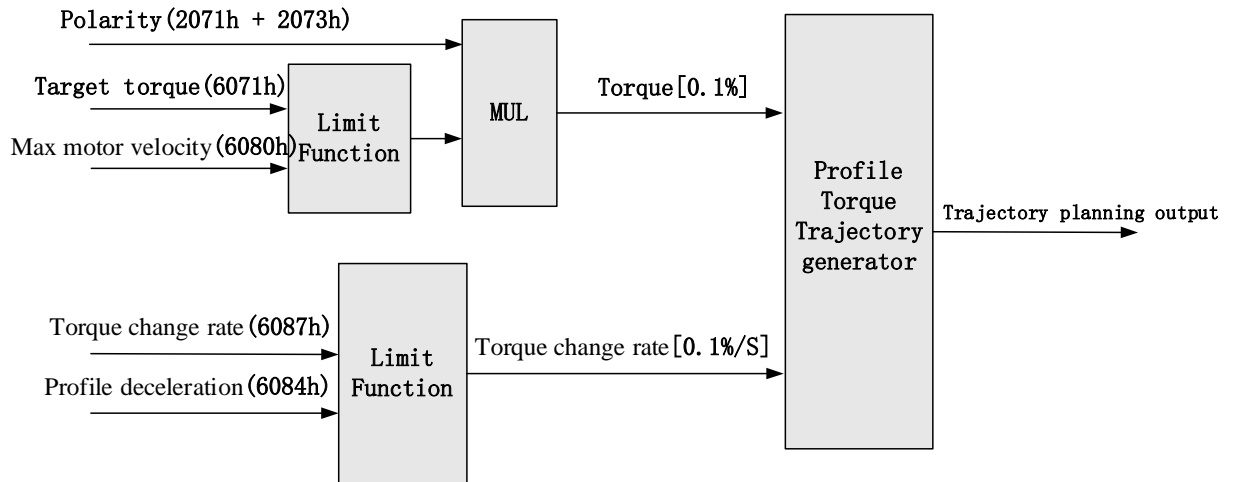 Polarity(2071h + 2073h)
Target torque(6071h)
Max motor velocity(6080h)
Limit
Function
MUL
Torque[0.1%]
Profile
Torque
Trajectory
generator
Trajectory planning output
Torque change rate(6087h)
Profile deceleration(6084h)
Limit
Function
Torque change rate[0.1%/S]